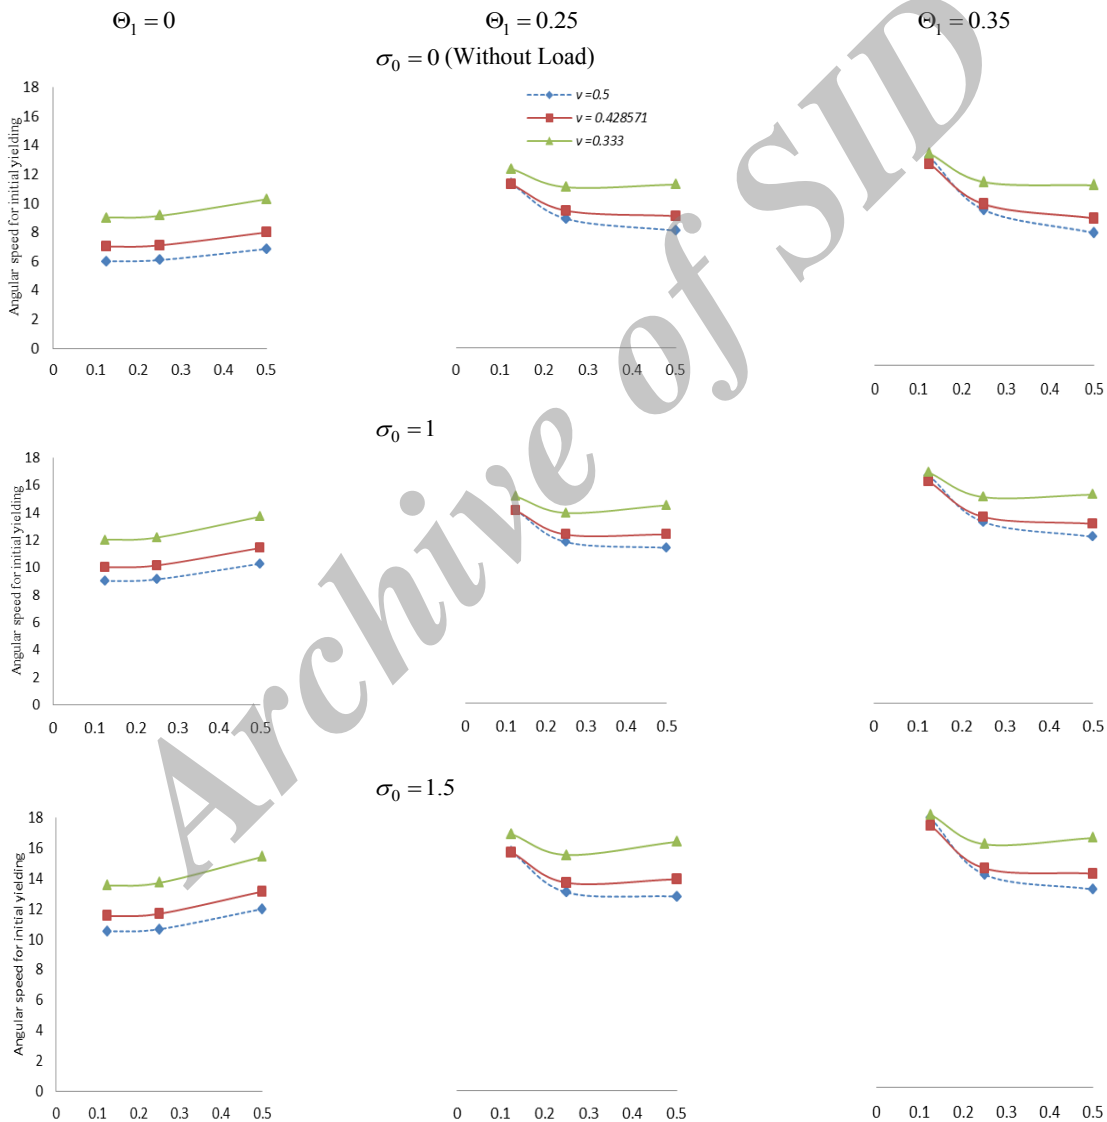 Θ₁ = 0 Θ₁ = 0.25 Θ₁ = 0.35
σ₀ = 0 (Without Load)
Angular speed for initial yielding
18
16
14
12
10
8
6
4
2
0
0 0.1 0.2 0.3 0.4 0.5
v =0.5
v = 0.428571
v =0.333
0 0.1 0.2 0.3 0.4 0.5
0 0.1 0.2 0.3 0.4 0.5
σ₀ = 1
Angular speed for initial yielding
18
16
14
12
10
8
6
4
2
0
0 0.1 0.2 0.3 0.4 0.5
0 0.1 0.2 0.3 0.4 0.5
0 0.1 0.2 0.3 0.4 0.5
σ₀ = 1.5
Angular speed for initial yielding
18
16
14
12
10
8
6
4
2
0
0 0.1 0.2 0.3 0.4 0.5
0 0.1 0.2 0.3 0.4 0.5
0 0.1 0.2 0.3 0.4 0.5
Archive of SID